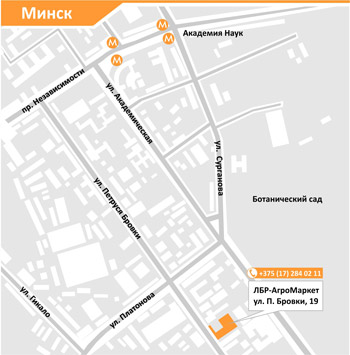 Минск
Академия Наук
М
М
М
М
пр. Независимости
ул. Академическая
ул. Сурганова
ул. Петруся Бровки
Ботанический сад
+375 (17) 284 02 11
ЛБР-АгроМаркет
ул. П. Бровки, 19
ул. Платонова
ул. Гикало